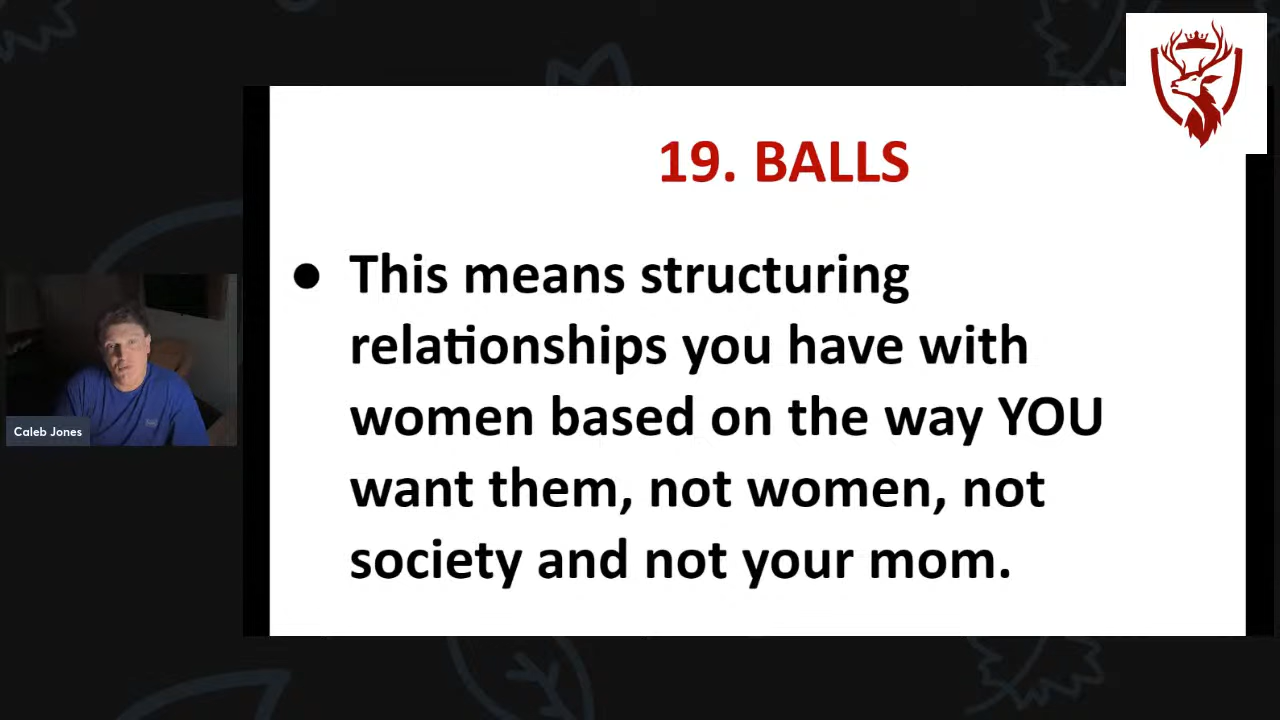 19. BALLS
● This means structuring
relationships you have with
women based on the way YOU
want them, not women, not
society and not your mom.
Caleb Jones